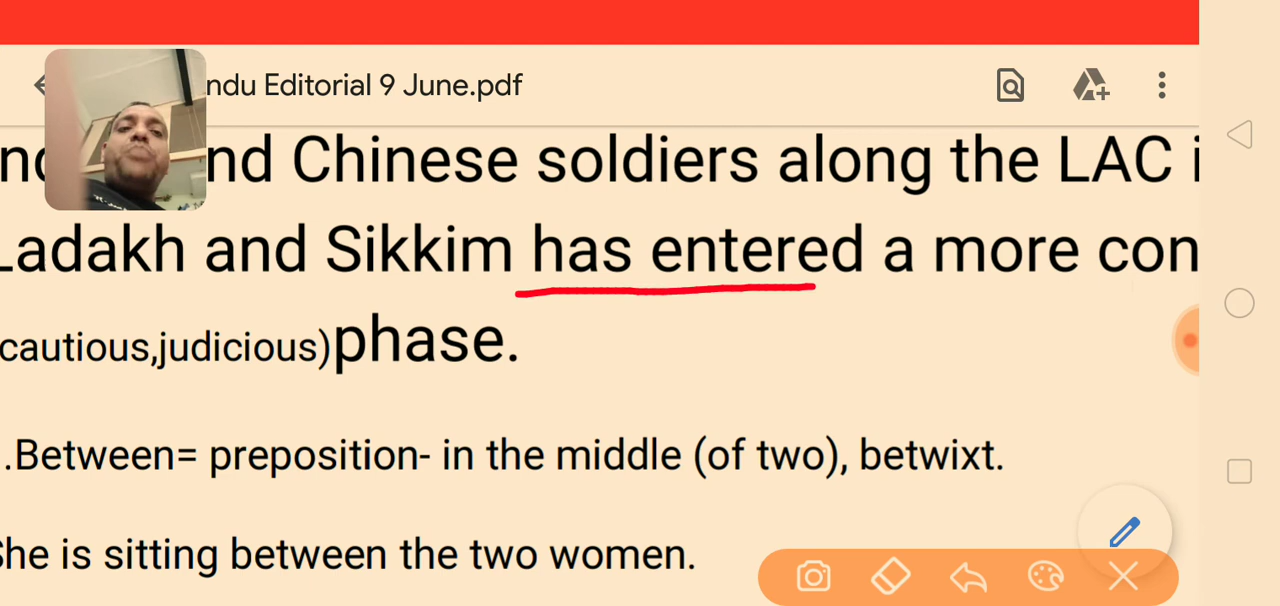 ndu Editorial 9 June.pdf
nd Chinese soldiers along the LAC i
Ladakh and Sikkim has entered a more con
cautious,judicious)phase.
.Between= preposition- in the middle (of two), betwixt.
She is sitting between the two women.